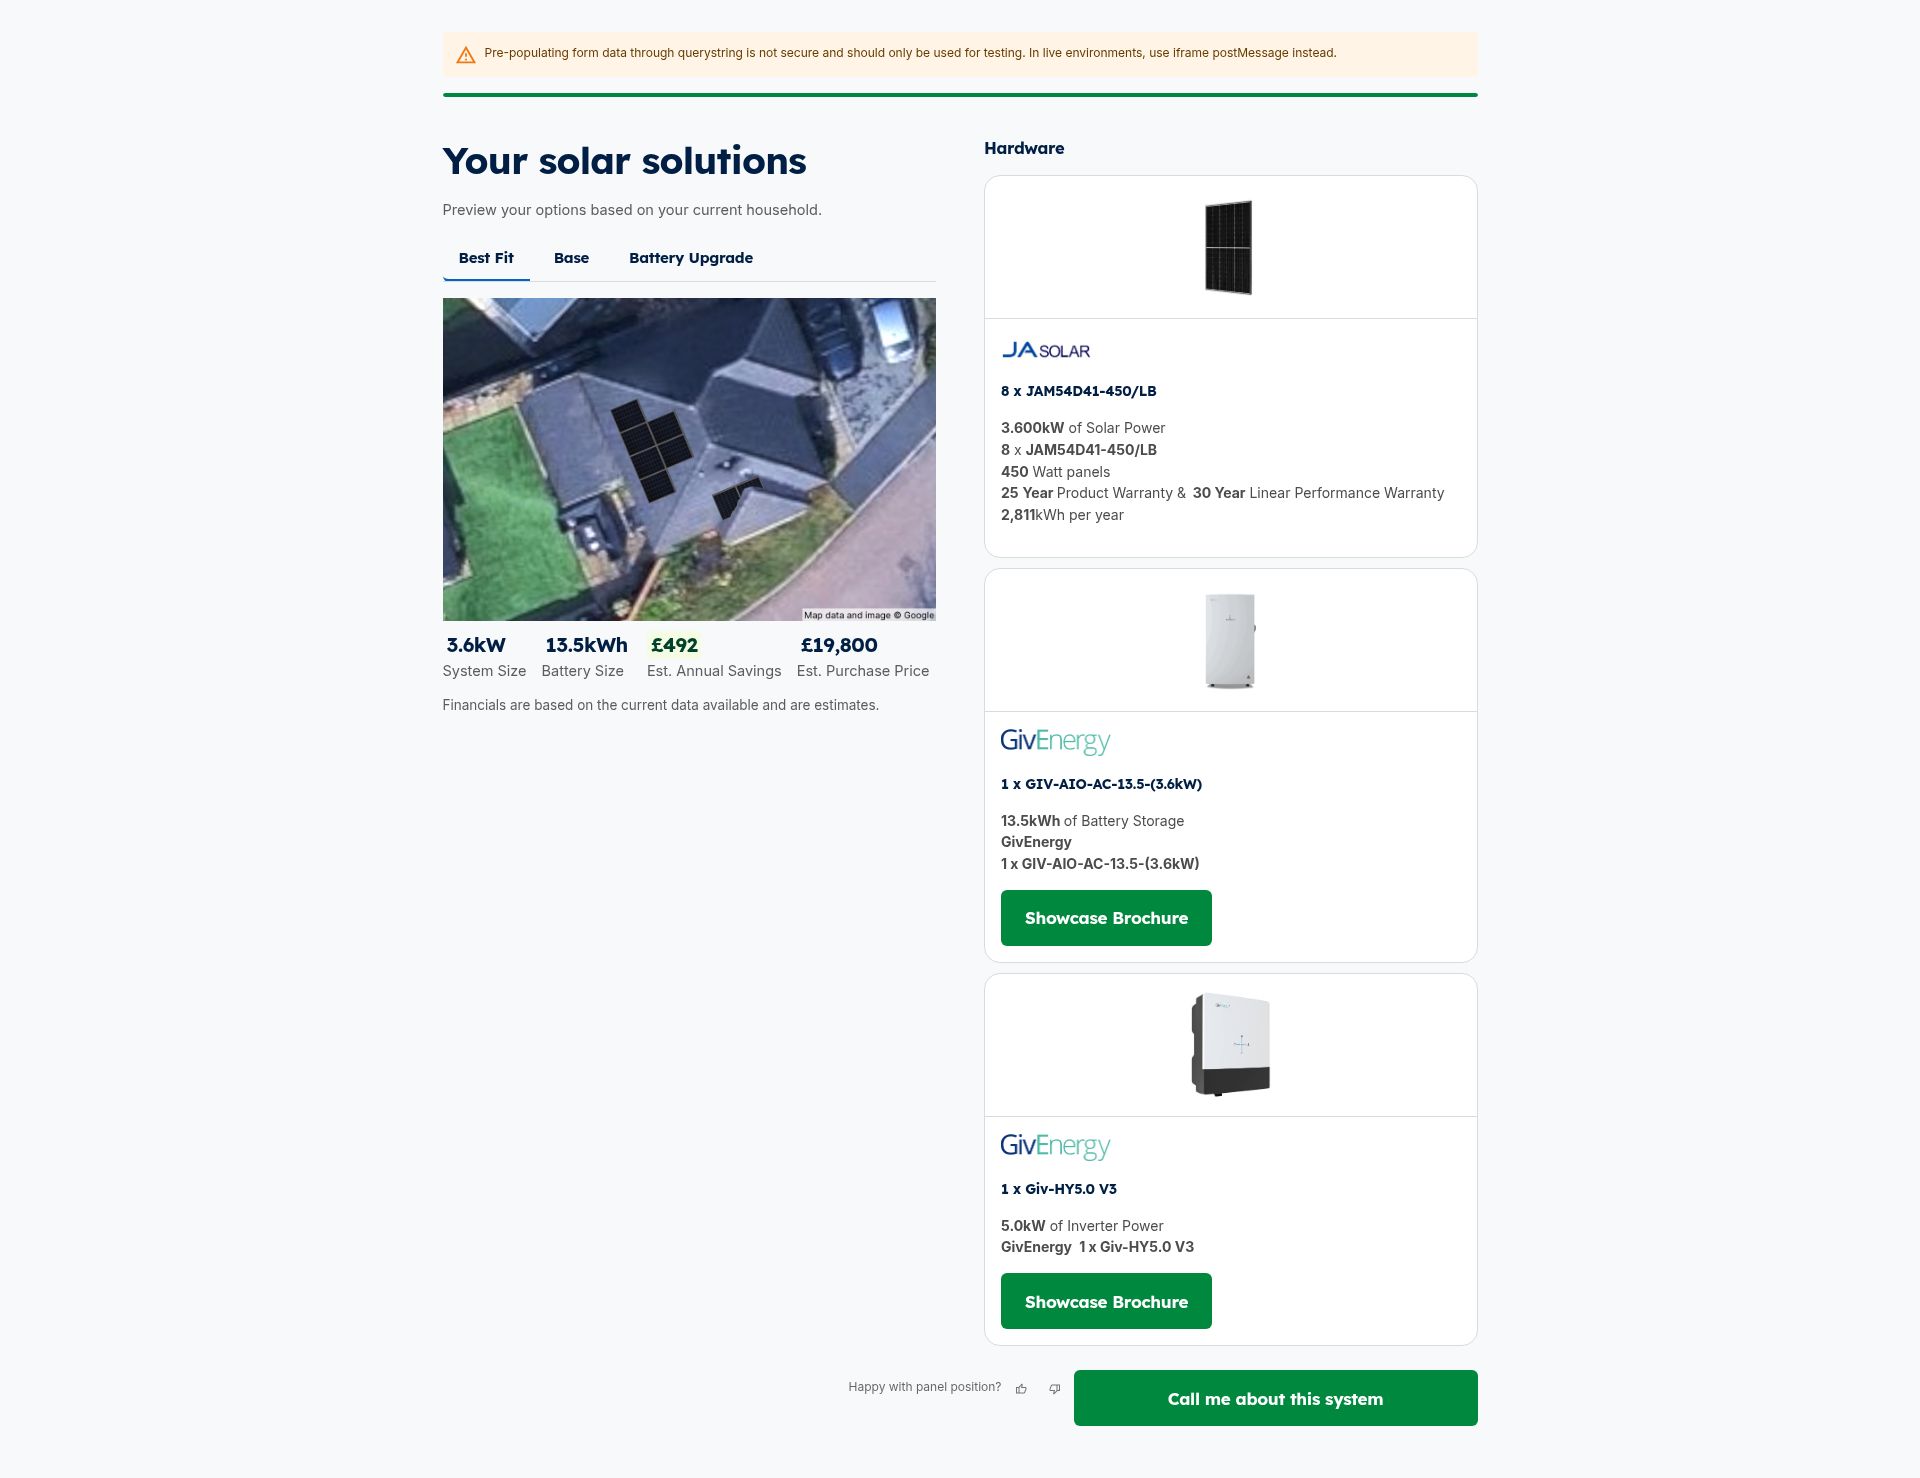 Pre-populating form data through querystring is not secure and should only be used for testing. In live environments, use iframe postMessage instead.
Your solar solutions
Preview your options based on your current household.
Best Fit
Base
Battery Upgrade
Map data and image © Google
3.6kW
System Size
13.5kWh
Battery Size
£492
Est. Annual Savings
£19,800
Est. Purchase Price
Financials are based on the current data available and are estimates.
Hardware
JA SOLAR
8 x JAM54D41-450/LB
3.600kW of Solar Power
8 x JAM54D41-450/LB
450 Watt panels
25 Year Product Warranty & 30 Year Linear Performance Warranty
2,811kWh per year
GivEnergy
1 x GIV-AIO-AC-13.5-(3.6kW)
13.5kWh of Battery Storage
GivEnergy
1 x GIV-AIO-AC-13.5-(3.6kW)
Showcase Brochure
GivEnergy
1 x Giv-HY5.0 V3
5.0kW of Inverter Power
GivEnergy 1 x Giv-HY5.0 V3
Showcase Brochure
Happy with panel position?
Call me about this system